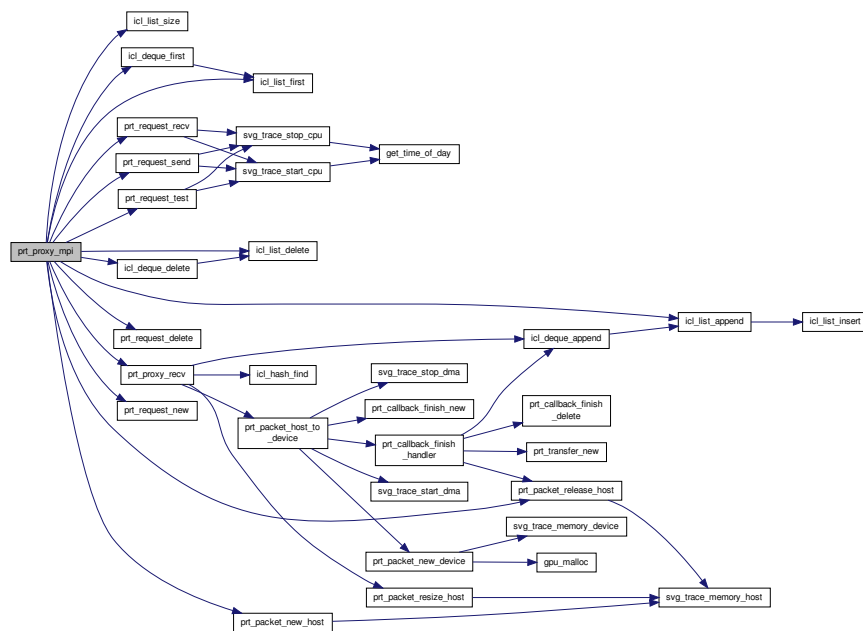 icl_list_size
icl_deque_first
icl_list_first
prt_request_recv
svg_trace_stop_cpu
get_time_of_day
prt_request_send
svg_trace_start_cpu
prt_request_test
prt_proxy_mpi
icl_list_delete
icl_deque_delete
icl_list_append
icl_list_insert
prt_request_delete
icl_deque_append
prt_proxy_recv
icl_hash_find
svg_trace_stop_dma
prt_request_new
prt_callback_finish_new
prt_callback_finish
_delete
prt_packet_host_to
_device
prt_callback_finish
_handler
prt_transfer_new
svg_trace_start_dma
prt_packet_release_host
svg_trace_memory_device
prt_packet_new_device
gpu_malloc
prt_packet_resize_host
svg_trace_memory_host
prt_packet_new_host